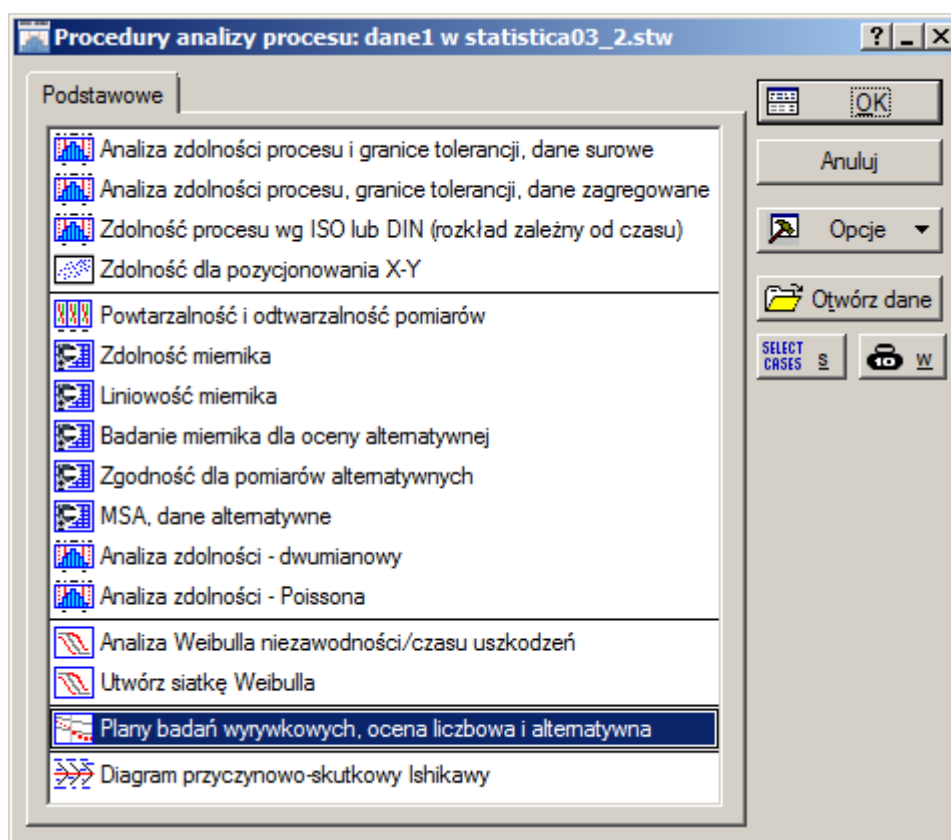 Procedury analizy procesu: dane1 w statistica03_2.stw
Podstawowe
OK
Anuluj
Opcje
Otwórz dane
SELECT CASES s
10 w
Analiza zdolności procesu i granice tolerancji, dane surowe
Analiza zdolności procesu, granice tolerancji, dane zagregowane
Zdolność procesu wg ISO lub DIN (rozkład zależny od czasu)
Zdolność dla pozycjonowania X-Y
Powtarzalność i odtwarzalność pomiarów
Zdolność miernika
Liniowość miernika
Badanie miernika dla oceny alternatywnej
Zgodność dla pomiarów alternatywnych
MSA, dane alternatywne
Analiza zdolności - dwumianowy
Analiza zdolności - Poissona
Analiza Weibulla niezawodności/czasu uszkodzeń
Utwórz siatkę Weibulla
Plany badań wyrywkowych, ocena liczbowa i alternatywna
Diagram przyczynowo-skutkowy Ishikawy